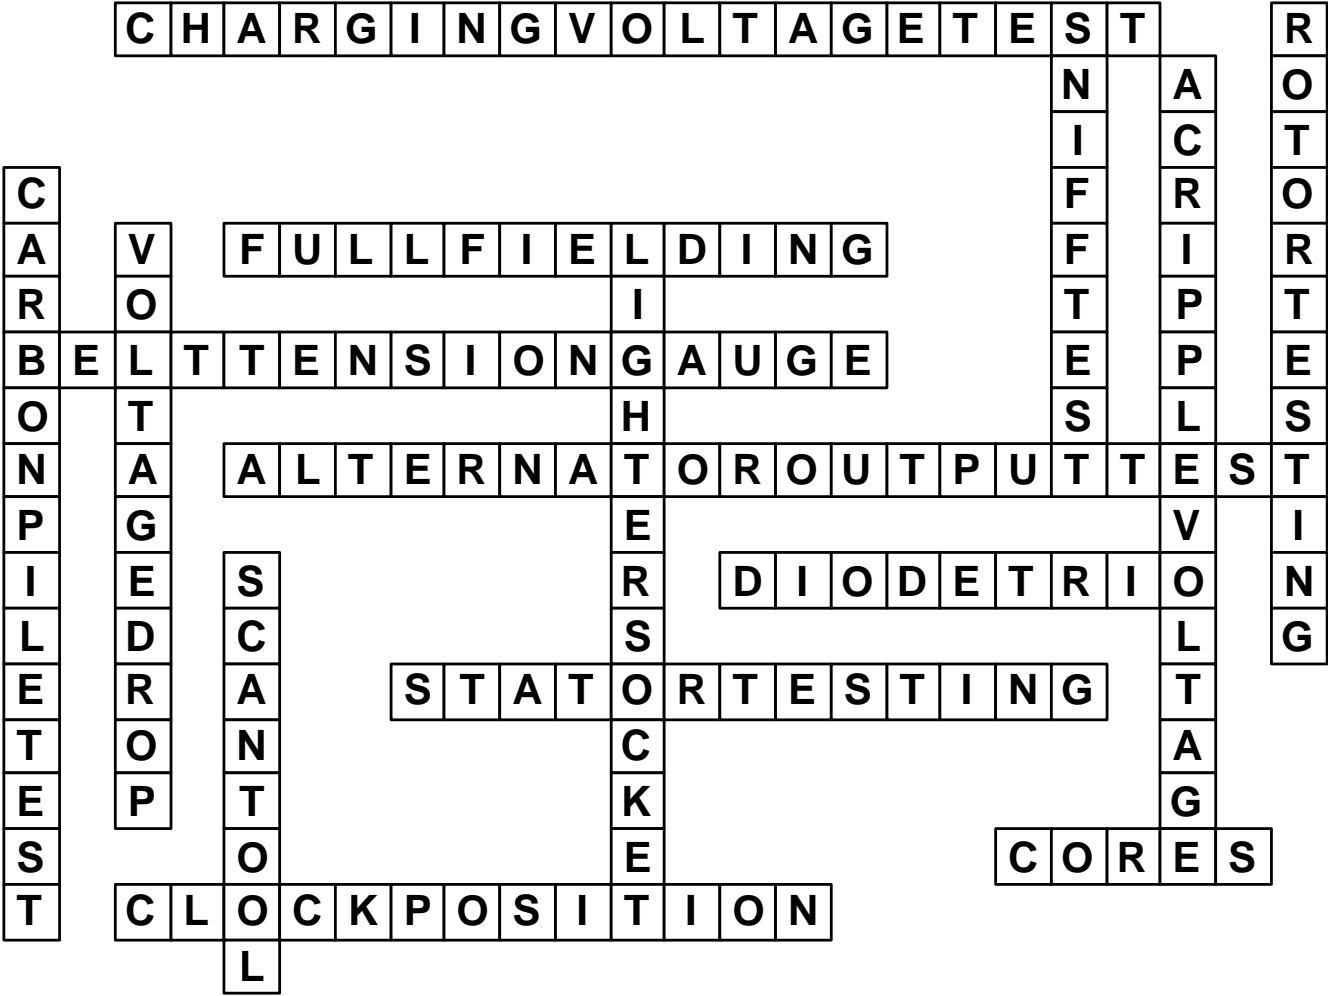 CHARGINGVOLTAGETEST
SNIFFTEST
ROTORTESTING
ACRIPPLEVOLTAGE
CARBONPILETEST
VOLTAGEDROP
FULLFIELDING
LIGHTERSOCKET
BELTTENSIONGAUGE
ALTERNATOROUTPUTTEST
SCANTOOL
DIODETRIO
STATORTESTING
CORES
CLOCKPOSITION